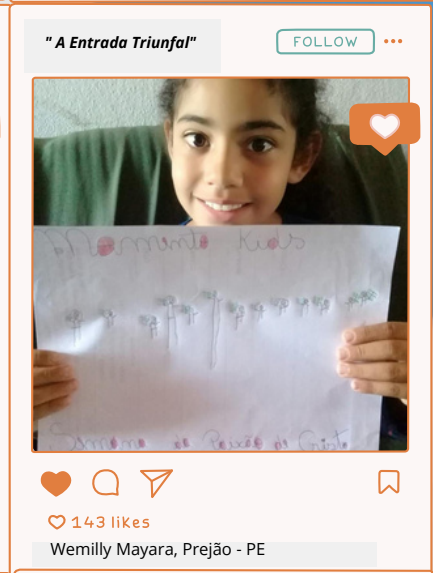 " A Entrada Triunfal"
FOLLOW
Momento Kids
Semana da Paixão de Cristo
143 likes
Wemilly Mayara, Prejão - PE